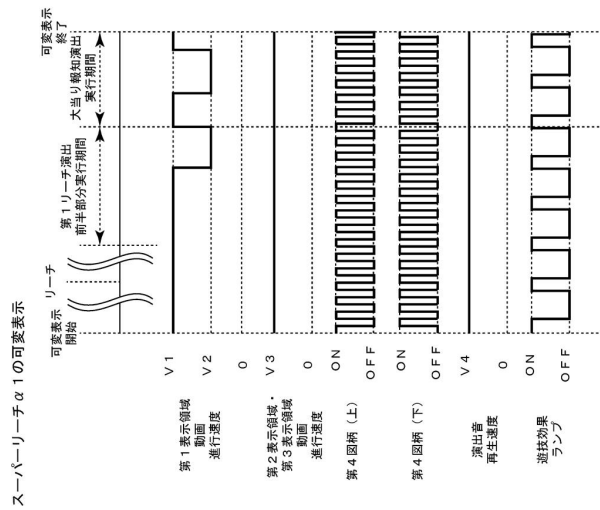 スーパーリーチα１の可変表示
可変表示
開始
リーチ
第１リーチ演出
前半部分実行期間
大当り報知演出
実行期間
可変表示
終了
第１表示領域
動画
進行速度
V１
V２
０
第２表示領域・
第３表示領域
動画
進行速度
V３
０
第４図柄（上）
ON
OFF
第４図柄（下）
ON
OFF
演出音
再生速度
V４
０
遊技効果
ランプ
ON
OFF